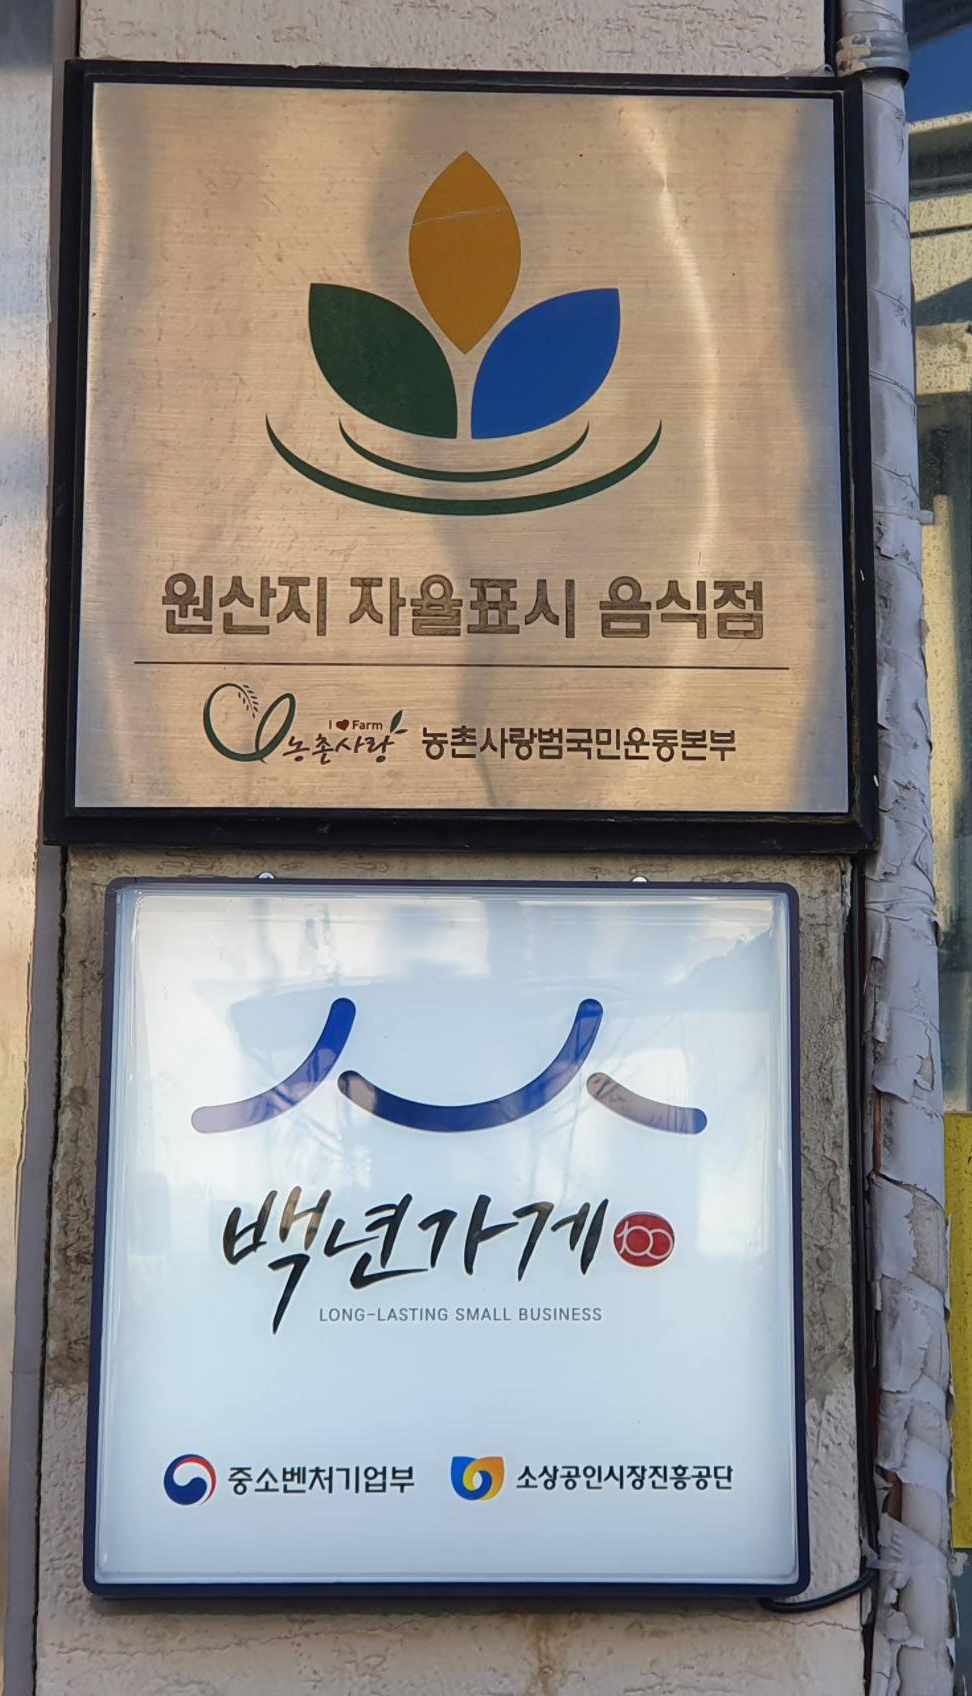 원산지 자율표시 음식점
I ❤ Farm
농촌사랑 농촌사랑범국민운동본부
백년가게 100
LONG-LASTING SMALL BUSINESS
중소벤처기업부 소상공인시장진흥공단